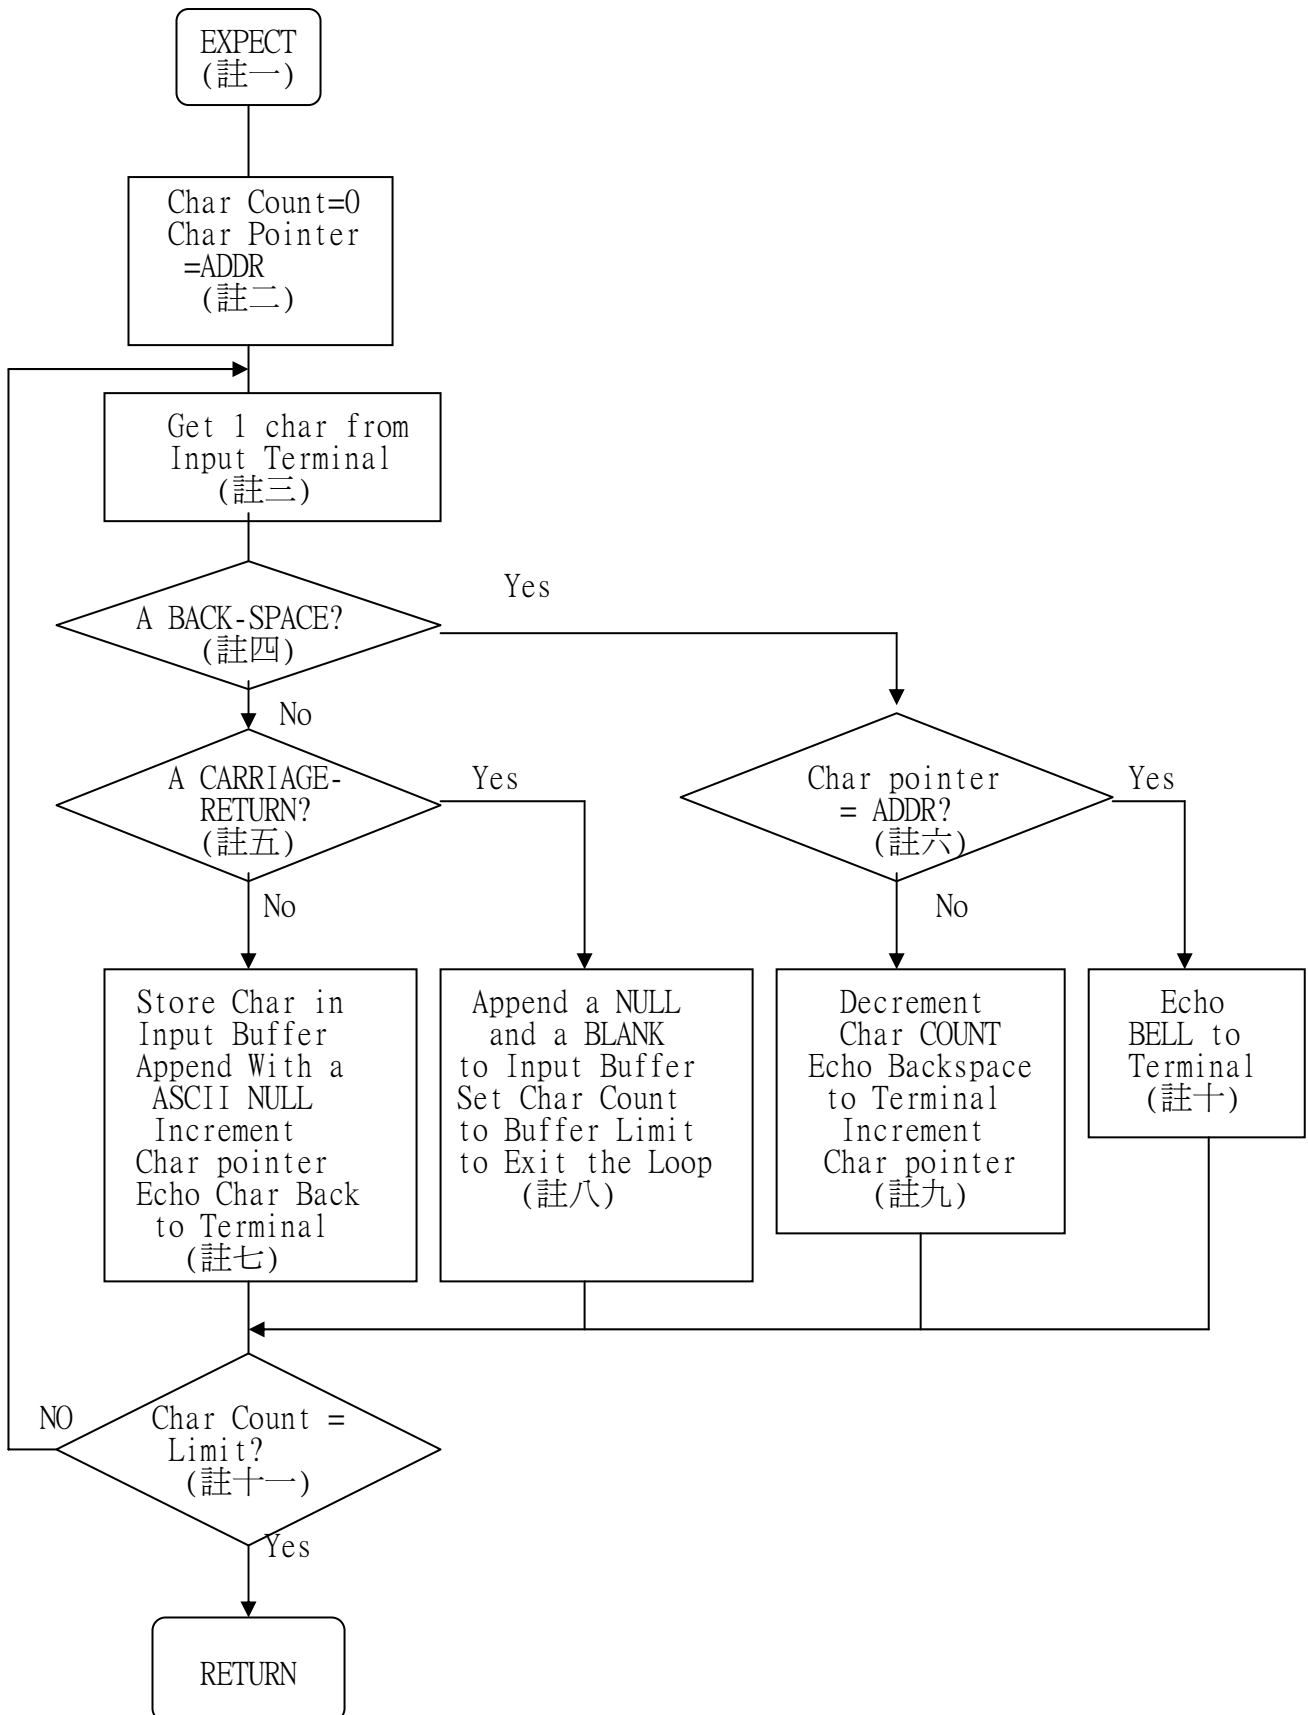 EXPECT
(註一)
Char Count=0
Char Pointer
=ADDR
(註二)
Get 1 char from
Input Terminal
(註三)
A BACK-SPACE?
(註四)
Yes
No
A CARRIAGE-
RETURN?
(註五)
Yes
No
Char pointer
= ADDR?
(註六)
Yes
No
Store Char in
Input Buffer
Append With a
ASCII NULL
Increment
Char pointer
Echo Char Back
to Terminal
(註七)
Append a NULL
and a BLANK
to Input Buffer
Set Char Count
to Buffer Limit
to Exit the Loop
(註八)
Decrement
Char COUNT
Echo Backspace
to Terminal
Increment
Char pointer
(註九)
Echo
BELL to
Terminal
(註十)
NO
Char Count =
Limit?
(註十一)
Yes
RETURN